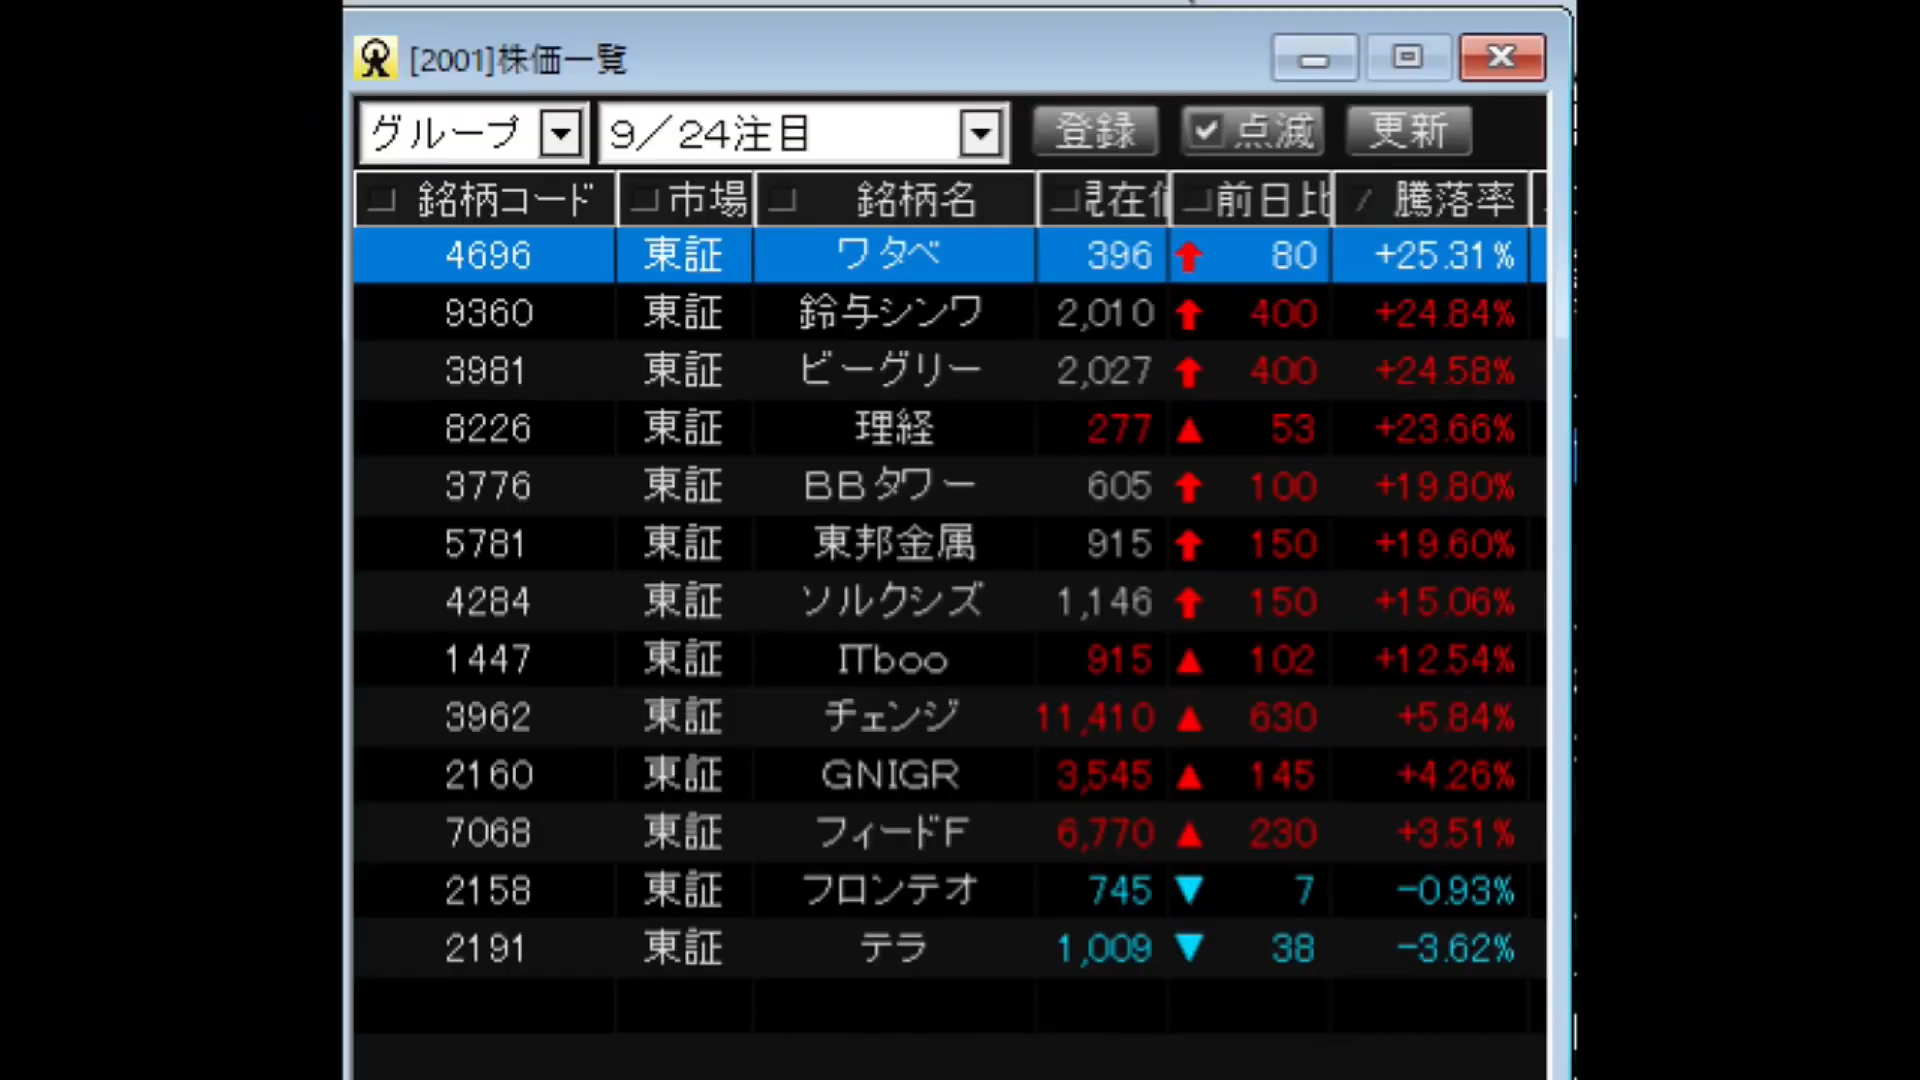 [2001]株価一覧
グループ 9／24注目 登録 点滅 更新
銘柄コード 市場 銘柄名 現在値 前日比 騰落率
4696 東証 ワタベ 396 80 +25.31%
9360 東証 鈴与シンワ 2,010 400 +24.84%
3981 東証 ビーグリー 2,027 400 +24.58%
8226 東証 理経 277 53 +23.66%
3776 東証 BBタワー 605 100 +19.80%
5781 東証 東邦金属 915 150 +19.60%
4284 東証 ソルクシズ 1,146 150 +15.06%
1447 東証 ITboo 915 102 +12.54%
3962 東証 チェンジ 11,410 630 +5.84%
2160 東証 GNIGR 3,545 145 +4.26%
7068 東証 フィードF 6,770 230 +3.51%
2158 東証 フロンテオ 745 7 -0.93%
2191 東証 テラ 1,009 38 -3.62%